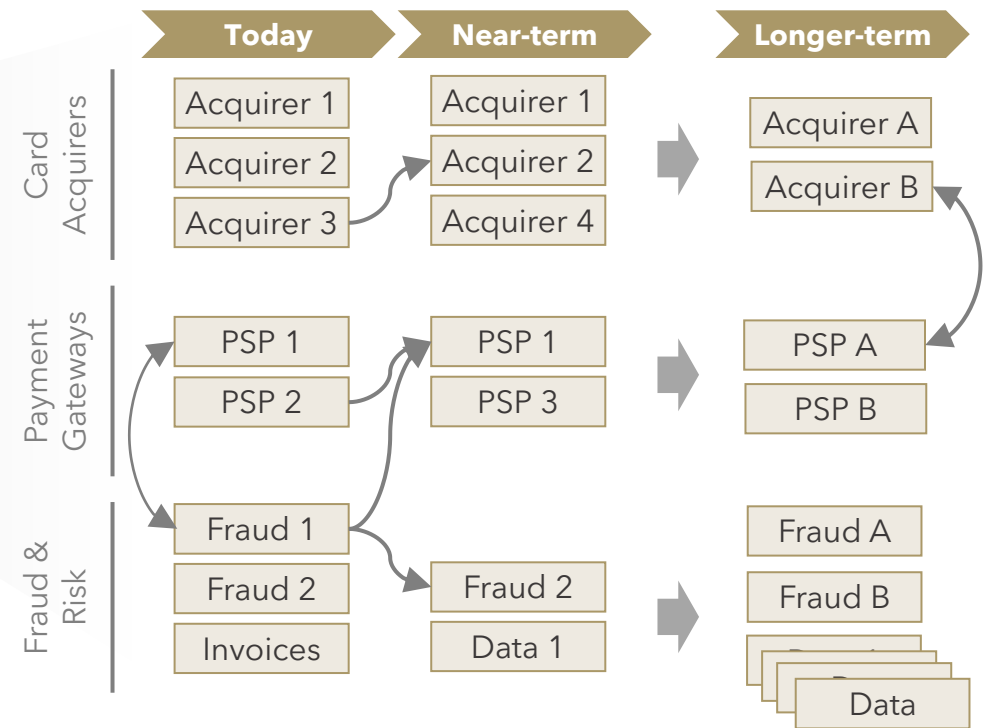 Today
Near-term
Longer-term
Card
Acquirers
Acquirer 1
Acquirer 2
Acquirer 3
Acquirer 1
Acquirer 2
Acquirer 4
Acquirer A
Acquirer B
Payment
Gateways
PSP 1
PSP 2
PSP 1
PSP 3
PSP A
PSP B
Fraud &
Risk
Fraud 1
Fraud 2
Invoices
Fraud 2
Data 1
Fraud A
Fraud B
Data